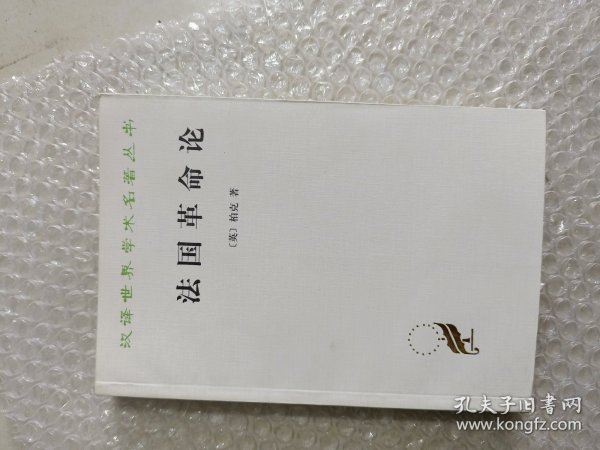 汉译世界学术名著丛书
法国革命论
〔英〕柏克 著
孔夫子旧书网
www.kongfz.com